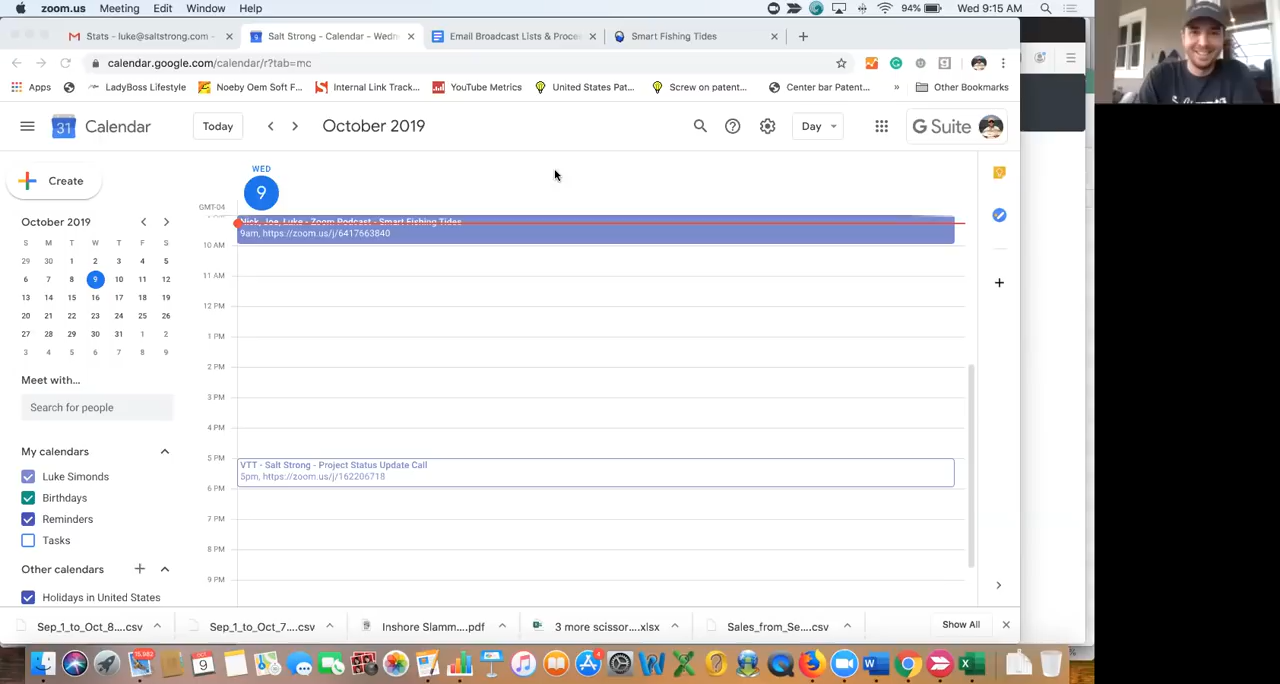 zoom.us Meeting Edit Window Help
94% Wed 9:15 AM
Stats - luke@saltstrong.com -
Salt Strong - Calendar – Wedn
Email Broadcast Lists & Proce
Smart Fishing Tides
calendar.google.com/calendar/r?tab=mc
Apps
LadyBoss Lifestyle
Noeby Oem Soft F...
Internal Link Track...
YouTube Metrics
United States Pat...
Screw on patent...
Center bar Patent...
»
Other Bookmarks
31 Calendar
Today
October 2019
Day
G Suite
Create
WED
9
GMT-04
October 2019
S M T W T F S
29 30 1 2 3 4 5
6 7 8 9 10 11 12
13 14 15 16 17 18 19
20 21 22 23 24 25 26
27 28 29 30 31 1 2
3 4 5 6 7 8 9
Meet with...
Search for people
My calendars
Luke Simonds
Birthdays
Reminders
Tasks
Other calendars
Holidays in United States
Nick, Joe, Luke - Zoom Podcast - Smart Fishing Tides
9am, https://zoom.us/j/6417663840
10 AM
11 AM
12 PM
1 PM
2 PM
3 PM
4 PM
5 PM
VTT - Salt Strong - Project Status Update Call
5pm, https://zoom.us/j/162206718
6 PM
7 PM
8 PM
9 PM
Sep_1_to_Oct_8....csv
Sep_1_to_Oct_7....csv
Inshore Slamm....pdf
3 more scissor....xlsx
Sales_from_Se....csv
Show All
15,982
9
4